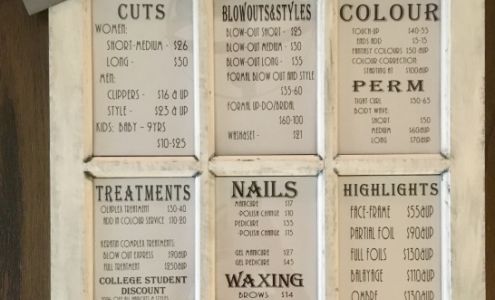 CUTS
WOMEN:
SHORT-MEDIUM - $26
LONG - $50
MEN:
CLIPPERS - $16 & UP
STYLE - $23 & UP
KIDS: BABY - 9YRS
$10-$25
BLOWOUTS&STYLES
BLOW-OUT SHORT - $25
BLOW-OUT MEDIUM - $30
BLOW-OUT LONG - $35
FORMAL BLOW OUT AND STYLE
$35-60
FORMAL UP-DO/BRIDAL
$60-100
WASH&SET - $21
COLOUR
TOUCH-UP $40-55
ENDS ADD $5-15
FANTASY COLOURS $50-&UP
COLOUR CORRECTION:
STARTING AT $100&UP
PERM
TIGHT CURL $50-65
BODY WAVE:
SHORT $50
MEDIUM $60&UP
LONG $70&UP
TREATMENTS
OLAPLEX TREATMENT $30-40
ADD IN COLOUR SERVICE $10-20
KERATIN COMPLEX TREATMENTS:
BLOW OUT EXPRESS $90&UP
FULL TREATMENT $250&UP
COLLEGE STUDENT
DISCOUNT
NAILS
MANICURE $17
-POLISH CHANGE $10
PEDICURE $35
-POLISH CHANGE $15
GEL MANICURE $27
GEL PEDICURE $45
WAXING
BROWS $14
HIGHLIGHTS
FACE-FRAME $55&UP
PARTIAL FOIL $90&UP
FULL FOILS $130&UP
BALAYAGE $110&UP
OMBRE $130&UP